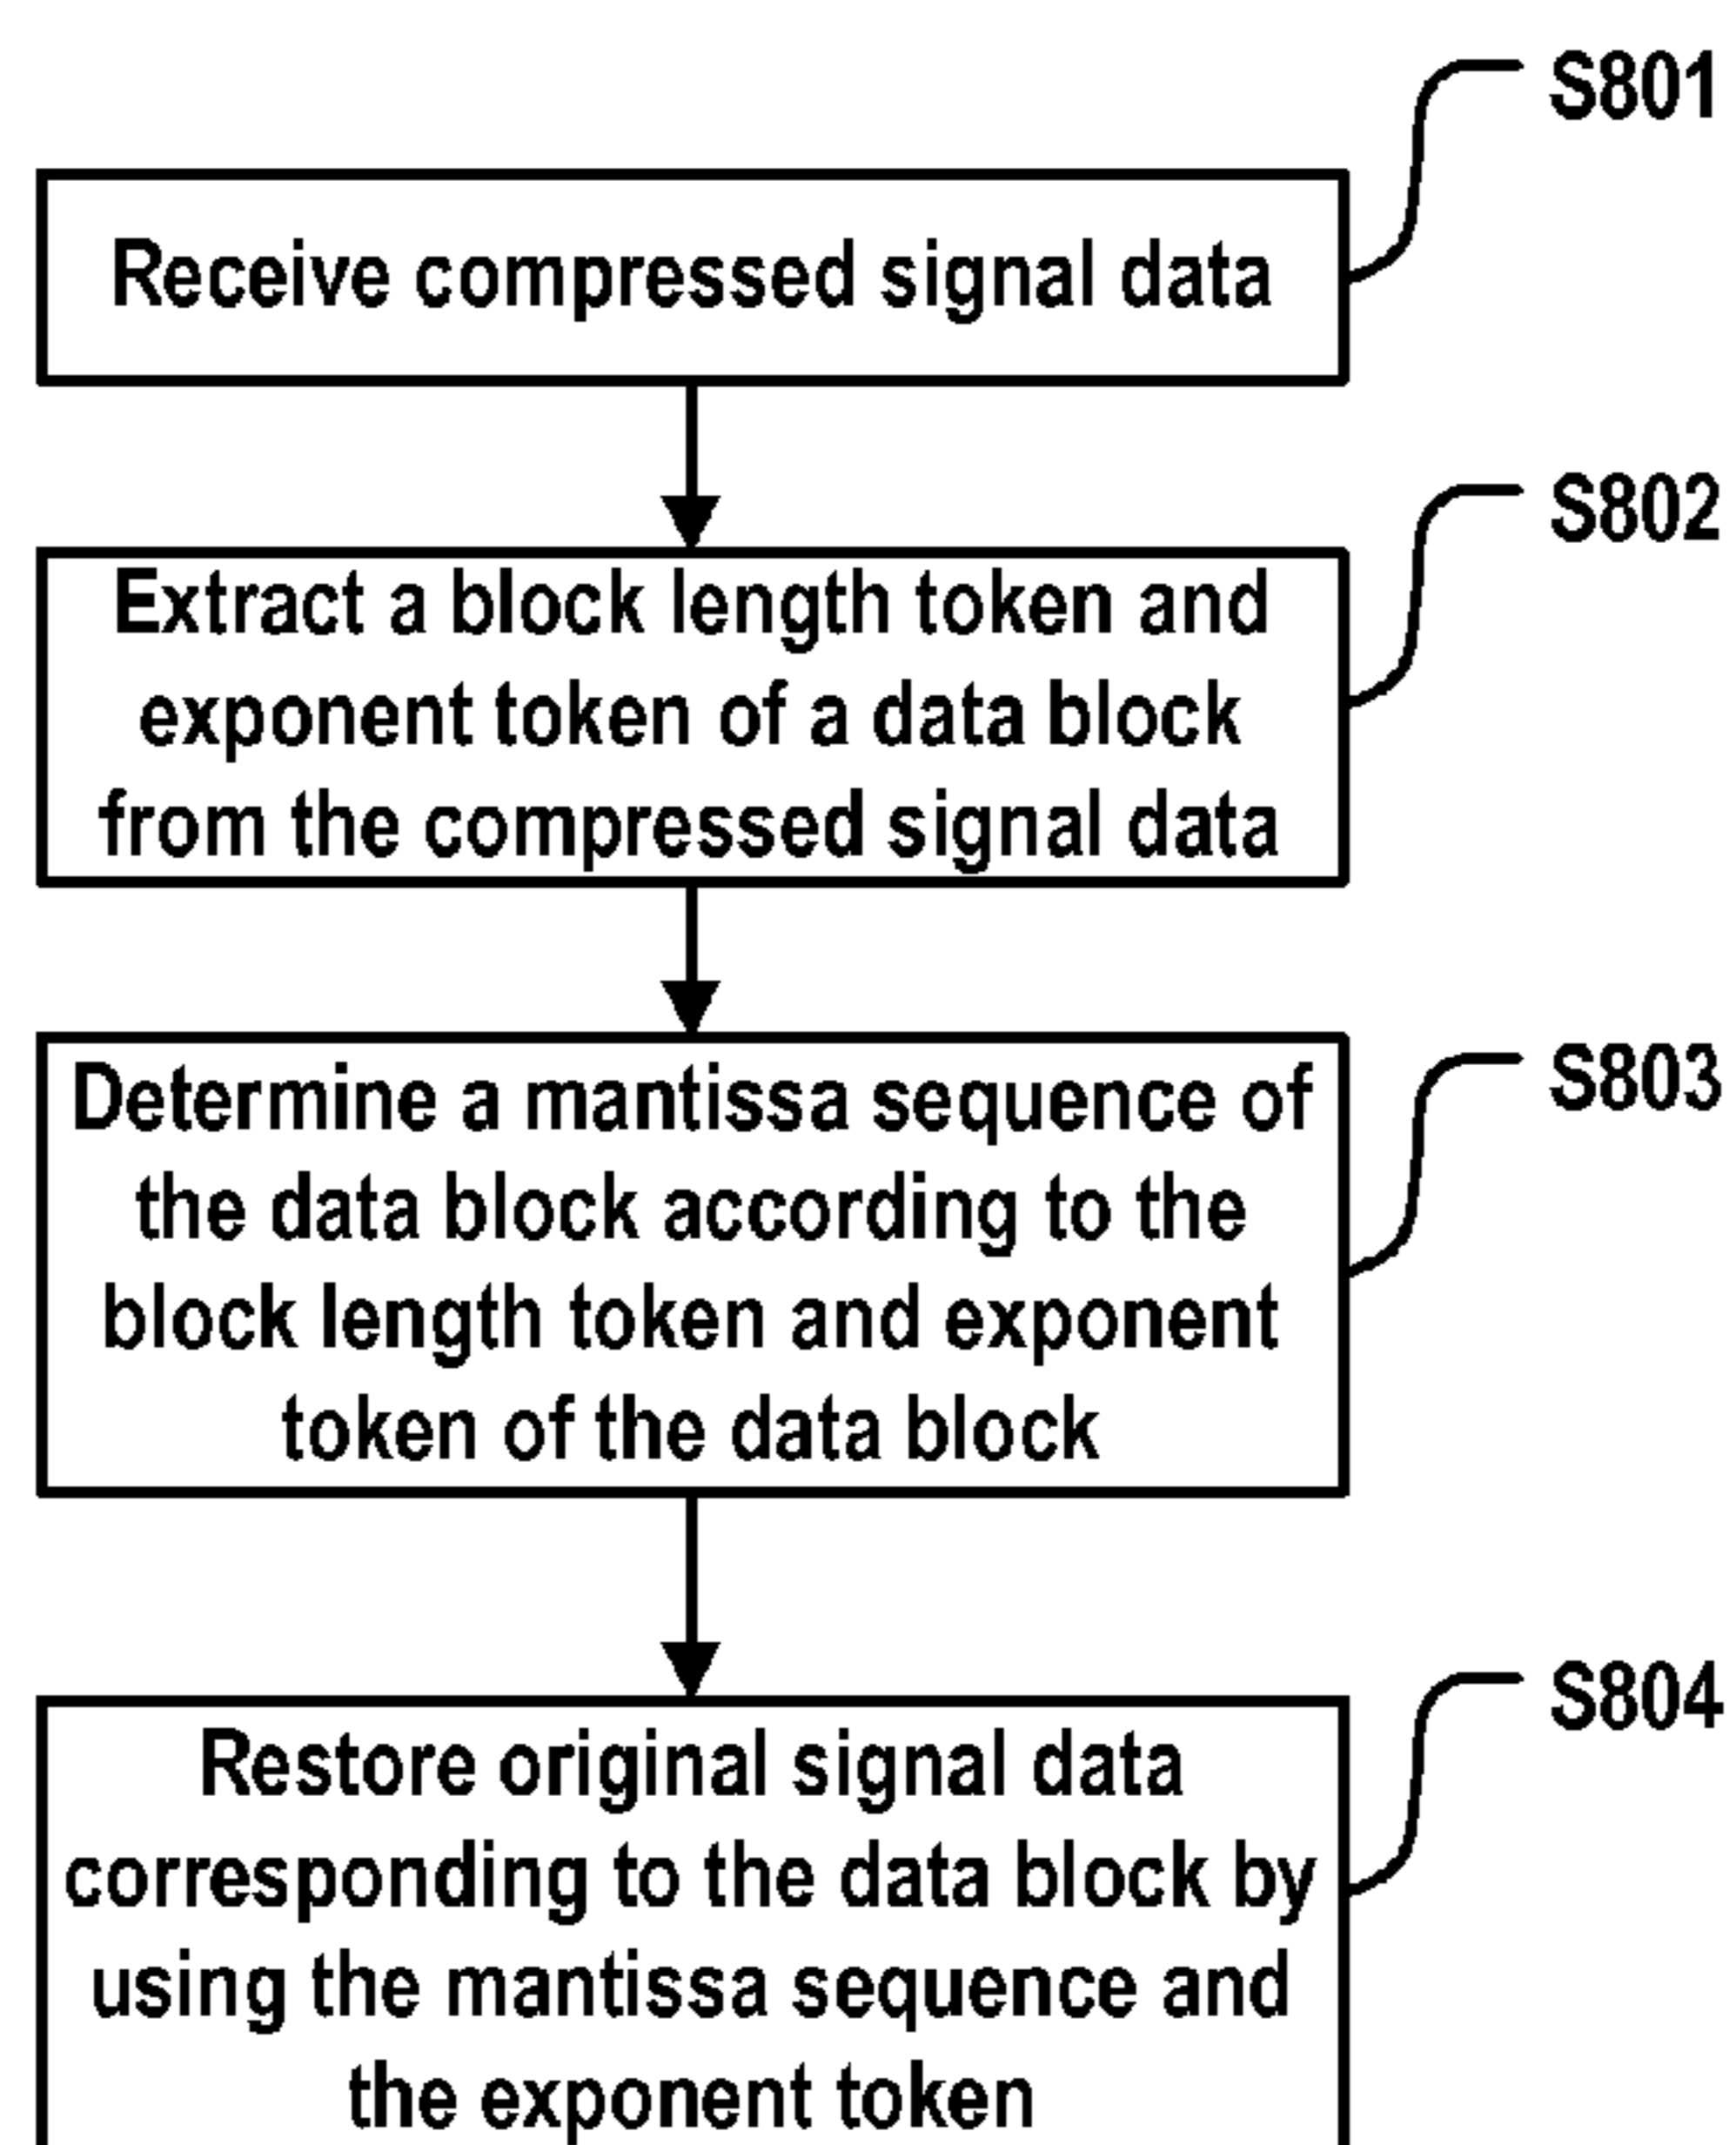 S801
Receive compressed signal data
S802
Extract a block length token and
exponent token of a data block
from the compressed signal data
S803
Determine a mantissa sequence of
the data block according to the
block length token and exponent
token of the data block
S804
Restore original signal data
corresponding to the data block by
using the mantissa sequence and
the exponent token